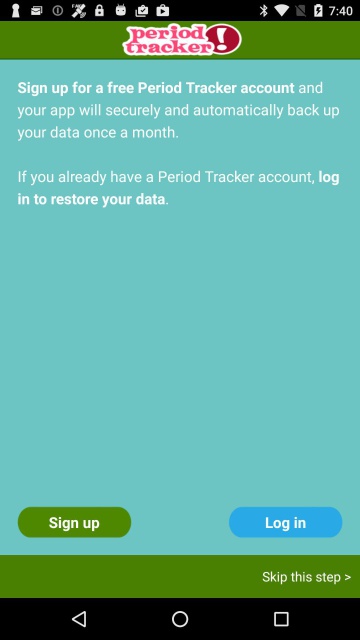 7:40
period
tracker!
Sign up for a free Period Tracker account and
your app will securely and automatically back up
your data once a month.
If you already have a Period Tracker account, log
in to restore your data.
Sign up
Log in
Skip this step >